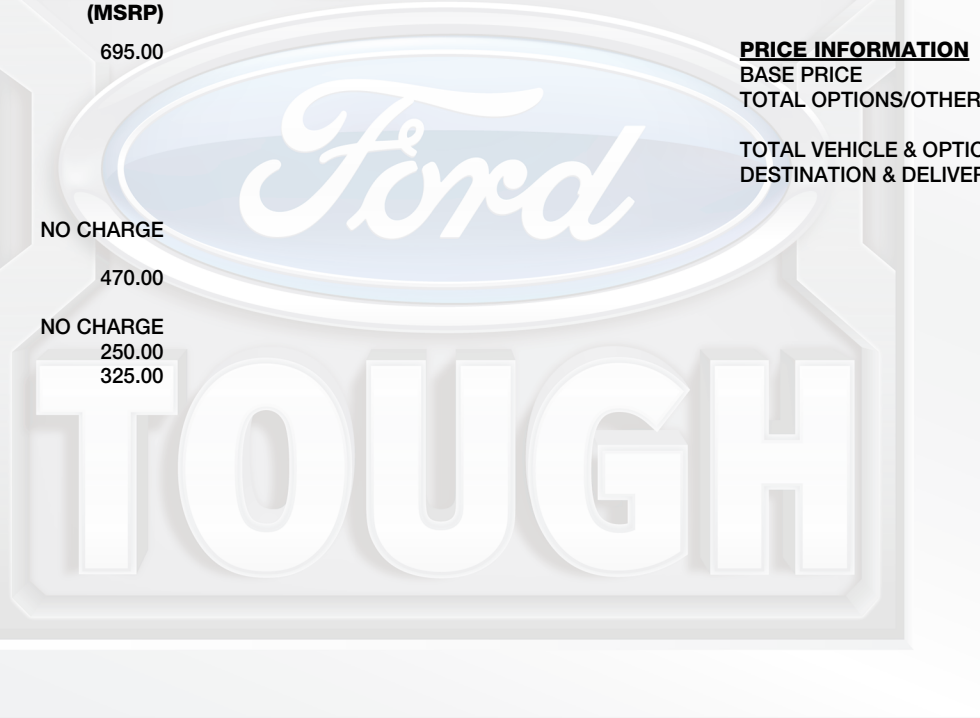 (MSRP)
695.00
NO CHARGE
470.00
NO CHARGE
250.00
325.00
PRICE INFORMATION
BASE PRICE
TOTAL OPTIONS/OTHER
TOTAL VEHICLE & OPTIO
DESTINATION & DELIVER
Ford
TOUGH